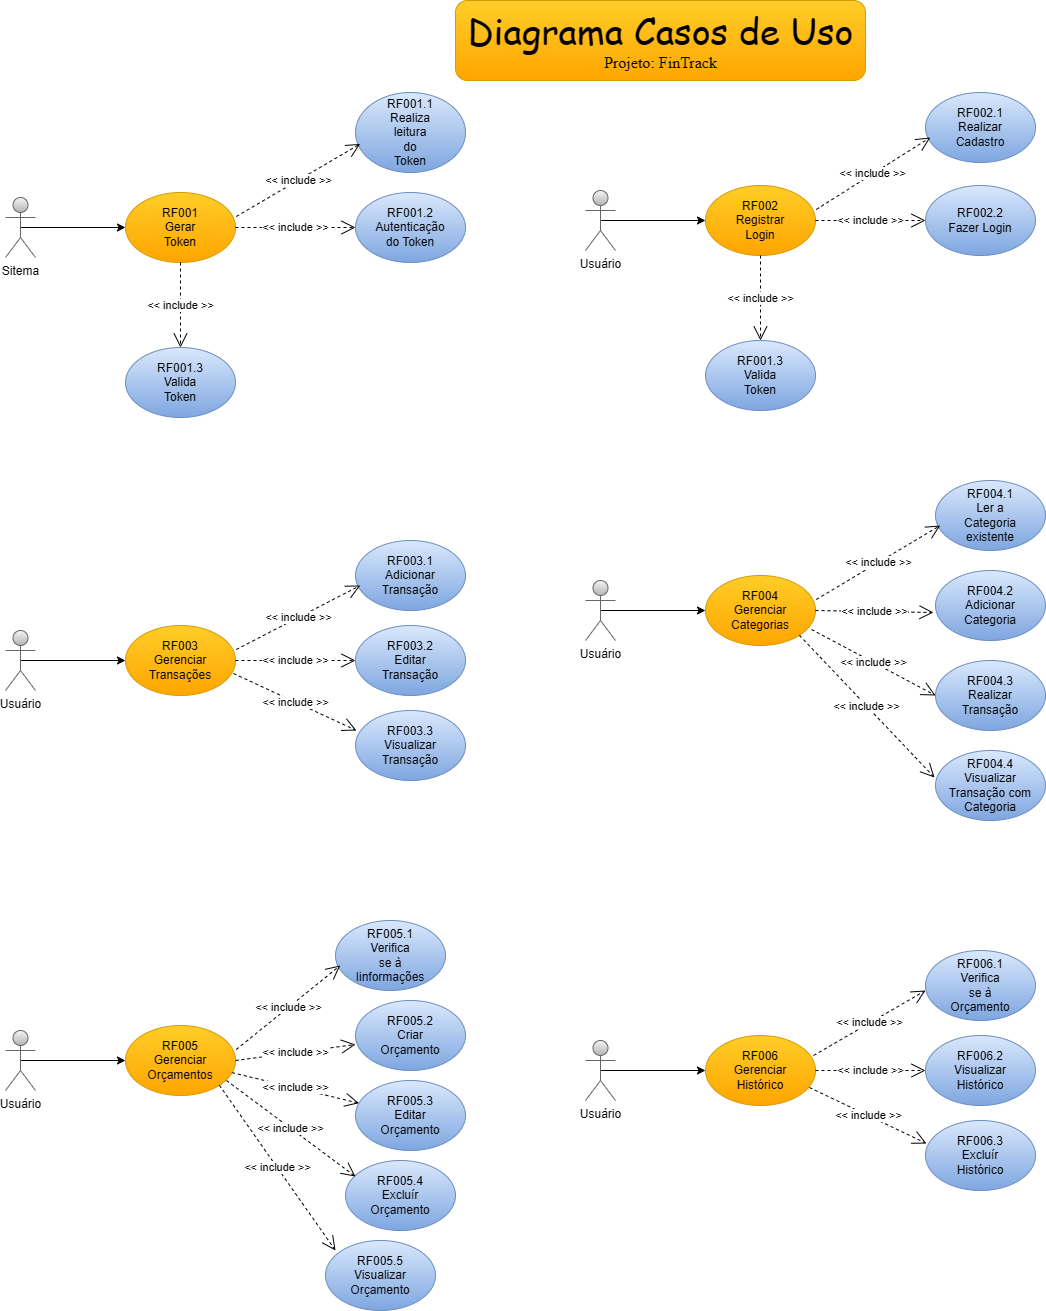 Diagrama Casos de Uso
Projeto: FinTrack
RF001.1
Realiza
leitura
do
Token
<< include >>
RF001
Gerar
Token
<< include >>
RF001.2
Autenticação
do Token
Sitema
<< include >>
RF001.3
Valida
Token
RF002.1
Realizar
Cadastro
<< include >>
RF002
Registrar
Login
<< include >>
RF002.2
Fazer Login
Usuário
<< include >>
RF001.3
Valida
Token
RF003.1
Adicionar
Transação
<< include >>
RF003
Gerenciar
Transações
<< include >>
RF003.2
Editar
Transação
Usuário
<< include >>
RF003.3
Visualizar
Transação
RF004.1
Ler a
Categoria
existente
<< include >>
RF004
Gerenciar
Categorias
<< include >>
RF004.2
Adicionar
Categoria
Usuário
<< include >>
RF004.3
Realizar
Transação
<< include >>
RF004.4
Visualizar
Transação com
Categoria
RF005.1
Verifica
se à
Iinformações
<< include >>
RF005
Gerenciar
Orçamentos
<< include >>
RF005.2
Criar
Orçamento
Usuário
<< include >>
RF005.3
Editar
Orçamento
<< include >>
RF005.4
Excluír
Orçamento
<< include >>
RF005.5
Visualizar
Orçamento
RF006.1
Verifica
se á
Orçamento
<< include >>
RF006
Gerenciar
Histórico
<< include >>
RF006.2
Visualizar
Histórico
Usuário
<< include >>
RF006.3
Excluír
Histórico